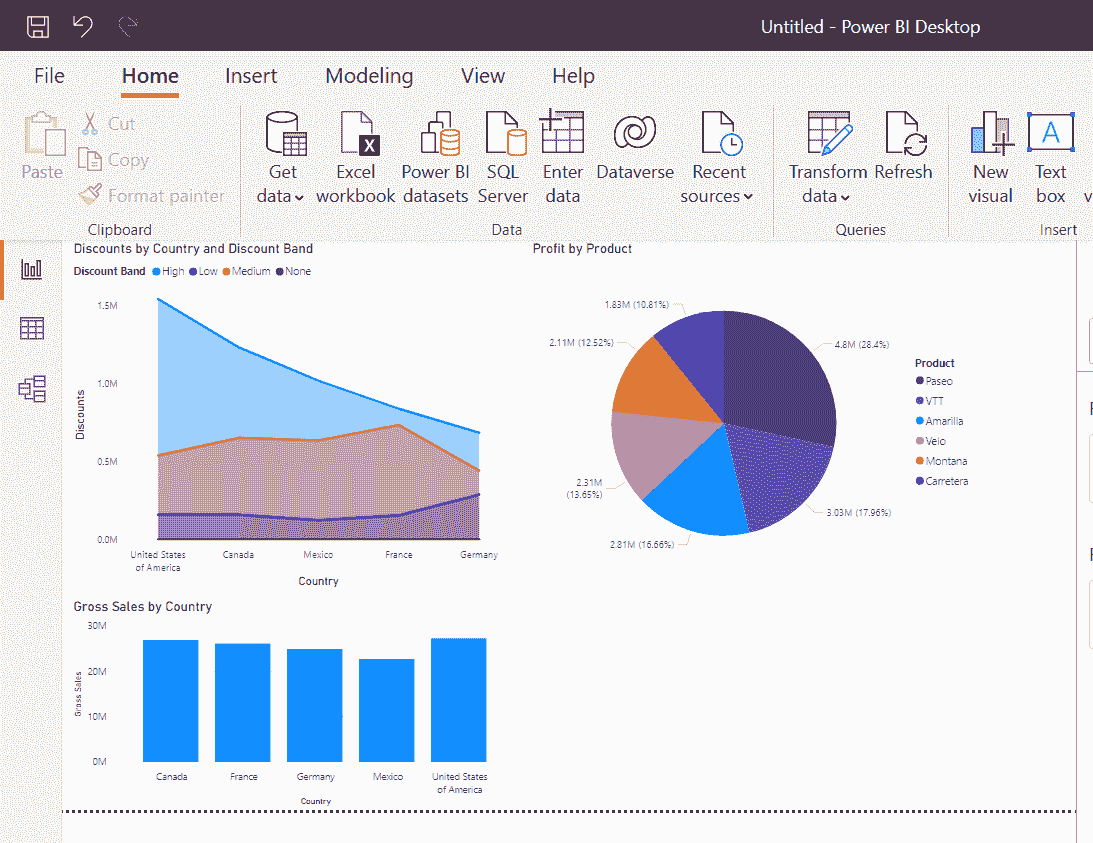 Untitled - Power BI Desktop
File Home Insert Modeling View Help
Paste
Cut
Copy
Format painter
Clipboard
Get data
Excel workbook
Power BI datasets
SQL Server
Enter data
Dataverse
Recent sources
Data
Transform data
Refresh
Queries
New visual
Text box
Insert
Discounts by Country and Discount Band
Discount Band High Low Medium None
1.5M
1.0M
0.5M
0.0M
Discounts
United States of America
Canada
Mexico
France
Germany
Country
Profit by Product
1.83M (10.81%)
2.11M (12.52%)
2.31M
(13.65%)
2.81M (16.66%)
4.8M (28.4%)
3.03M (17.96%)
Product
Paseo
VTT
Amarilla
Velo
Montana
Carretera
Gross Sales by Country
30M
20M
10M
0M
Gross Sales
Canada
France
Germany
Mexico
United States of America
Country